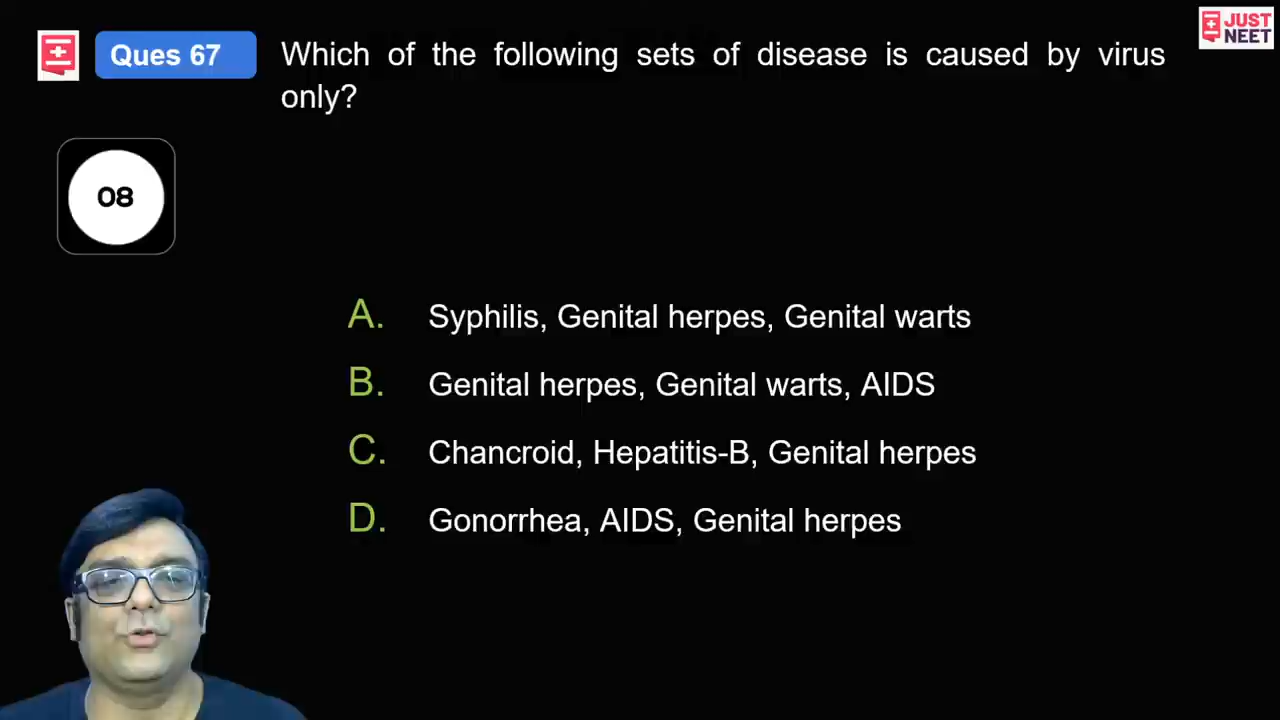 JUST
NEET
Ques 67
Which of the following sets of disease is caused by virus
only?
08
A. Syphilis, Genital herpes, Genital warts
B. Genital herpes, Genital warts, AIDS
C. Chancroid, Hepatitis-B, Genital herpes
D. Gonorrhea, AIDS, Genital herpes